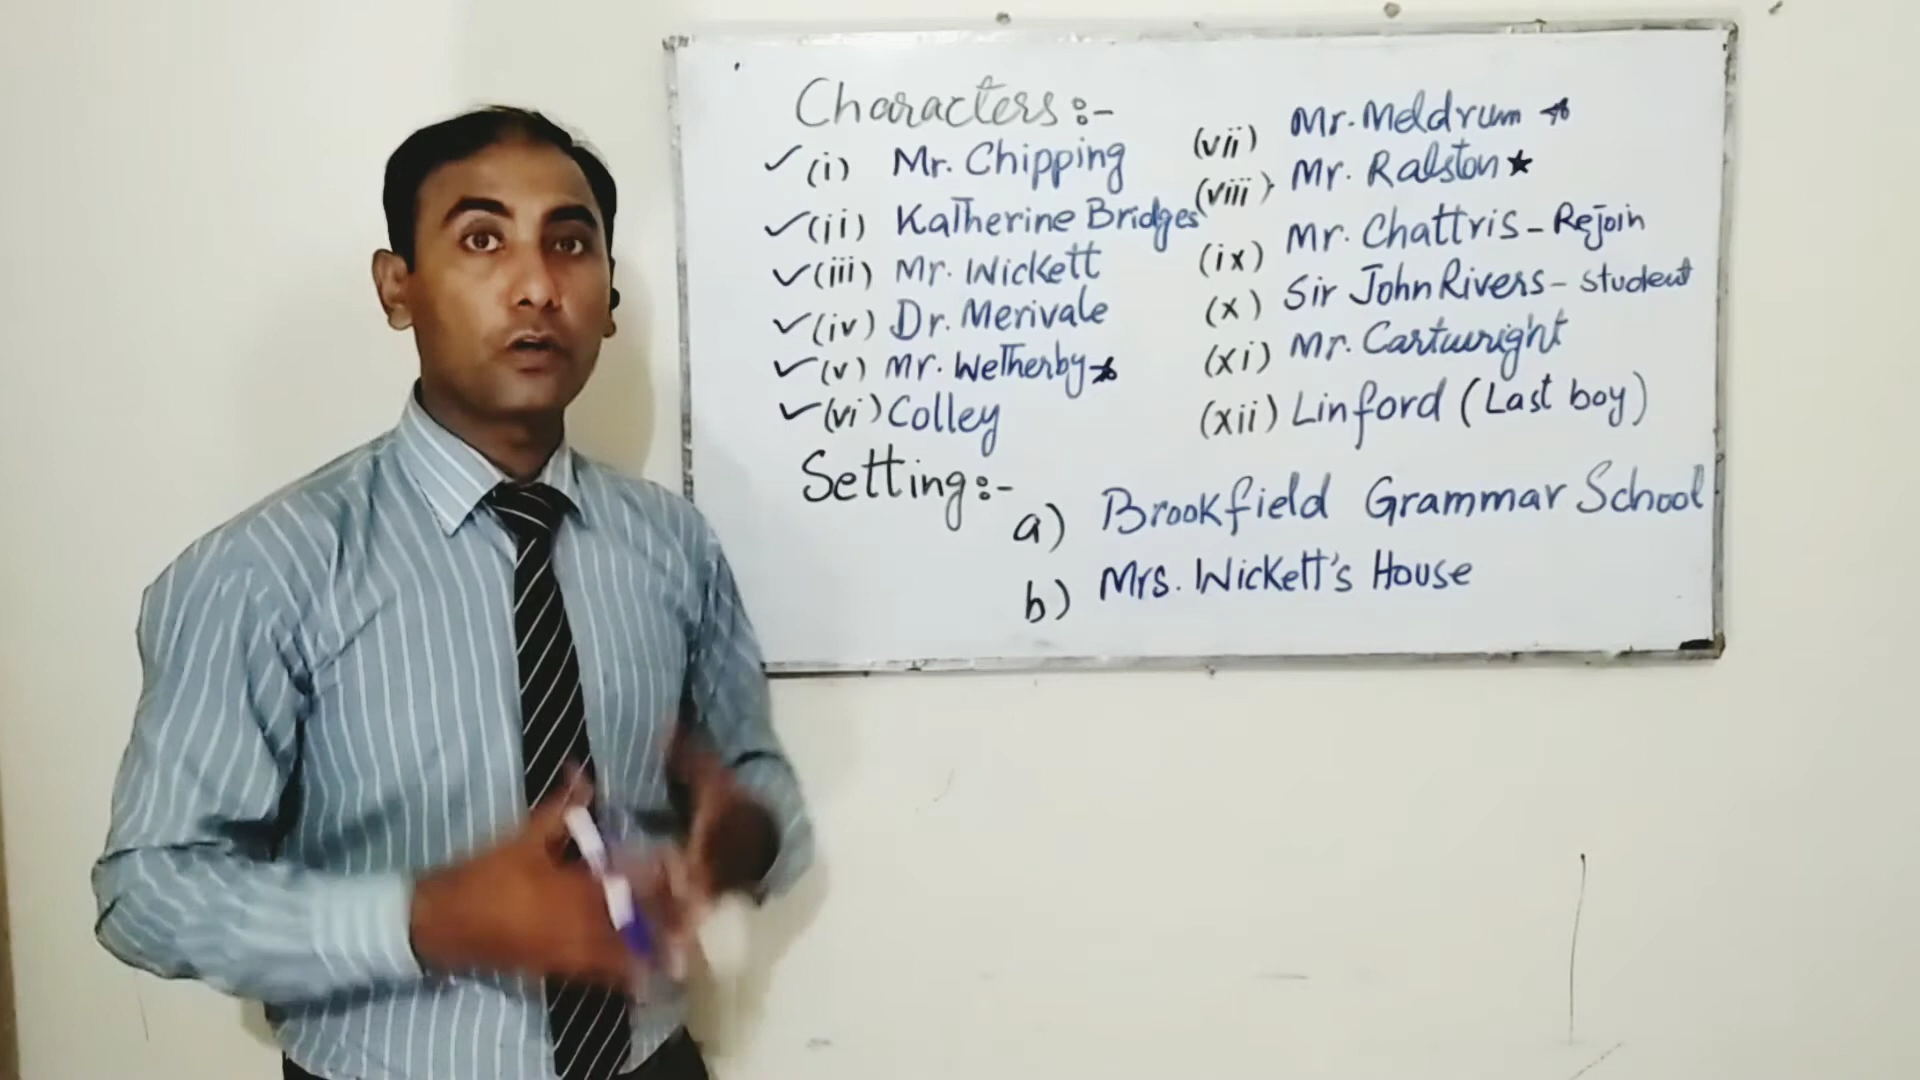 Characters:-
✓ (i) Mr. Chipping
✓ (ii) Katherine Bridges
✓ (iii) Mr. Wickett
✓ (iv) Dr. Merivale
✓ (v) Mr. Wetherby ★
✓ (vi) Colley
(vii) Mr. Meldrum ★
(viii) Mr. Ralston ★
(ix) Mr. Chattris - Rejoin
(x) Sir John Rivers - student
(xi) Mr. Cartwright
(xii) Linford (Last boy)
Setting:-
a) Brookfield Grammar School
b) Mrs. Wickett's House